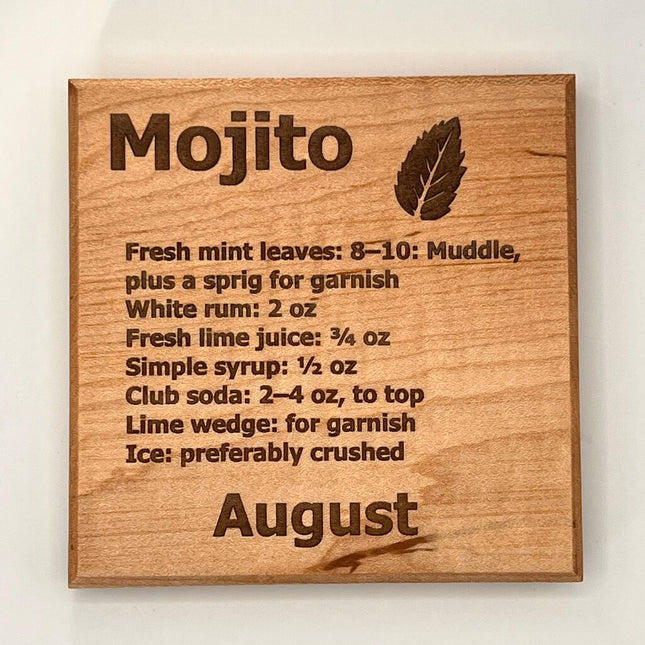 Mojito
Fresh mint leaves: 8–10: Muddle,
plus a sprig for garnish
White rum: 2 oz
Fresh lime juice: ¾ oz
Simple syrup: ½ oz
Club soda: 2–4 oz, to top
Lime wedge: for garnish
Ice: preferably crushed
August